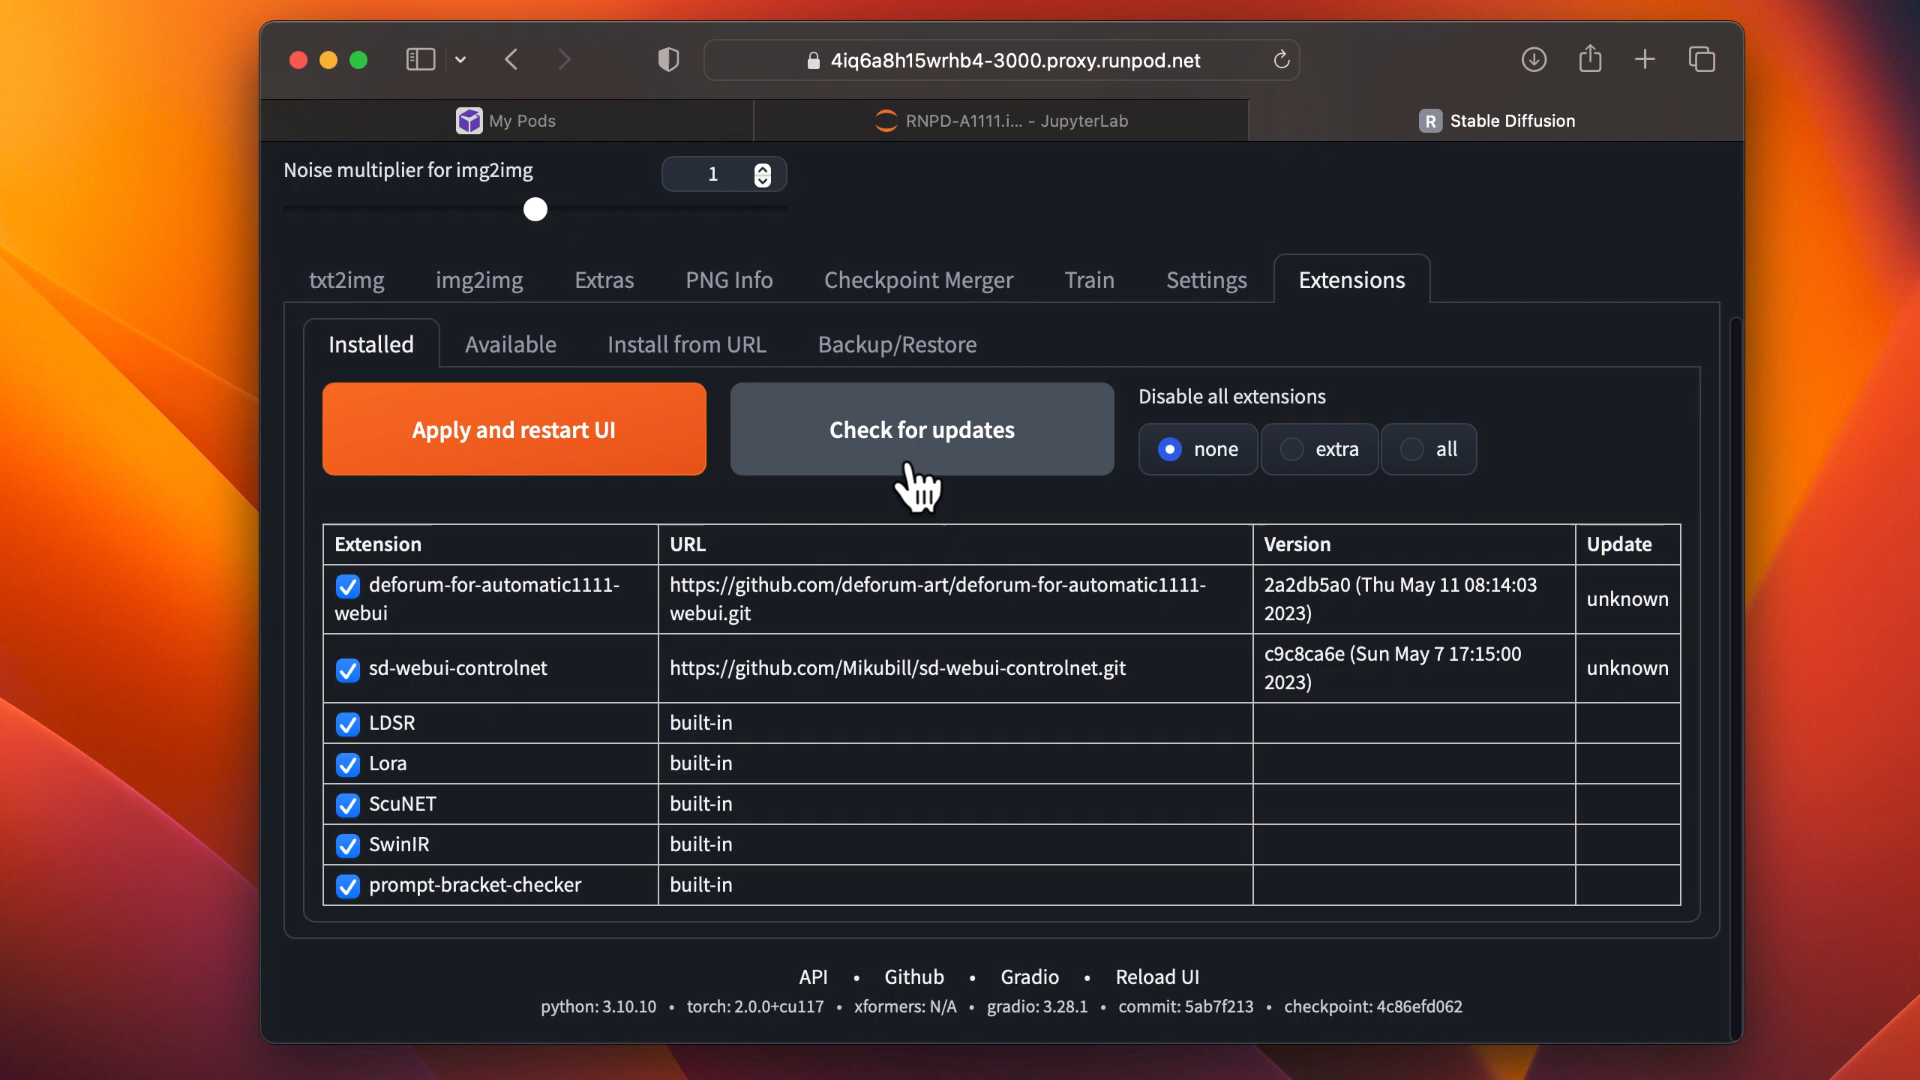 4iq6a8h15wrhb4-3000.proxy.runpod.net
My Pods
RNPD-A1111.i... - JupyterLab
R Stable Diffusion
Noise multiplier for img2img
1
txt2img img2img Extras PNG Info Checkpoint Merger Train Settings Extensions
Installed Available Install from URL Backup/Restore
Apply and restart UI
Check for updates
Disable all extensions
none extra all
Extension URL Version Update
deforum-for-automatic1111-
webui
https://github.com/deforum-art/deforum-for-automatic1111-
webui.git
2a2db5a0 (Thu May 11 08:14:03
2023)
unknown
sd-webui-controlnet
https://github.com/Mikubill/sd-webui-controlnet.git
c9c8ca6e (Sun May 7 17:15:00
2023)
unknown
LDSR built-in
Lora built-in
ScuNET built-in
SwinIR built-in
prompt-bracket-checker built-in
API • Github • Gradio • Reload UI
python: 3.10.10 • torch: 2.0.0+cu117 • xformers: N/A • gradio: 3.28.1 • commit: 5ab7f213 • checkpoint: 4c86efd062